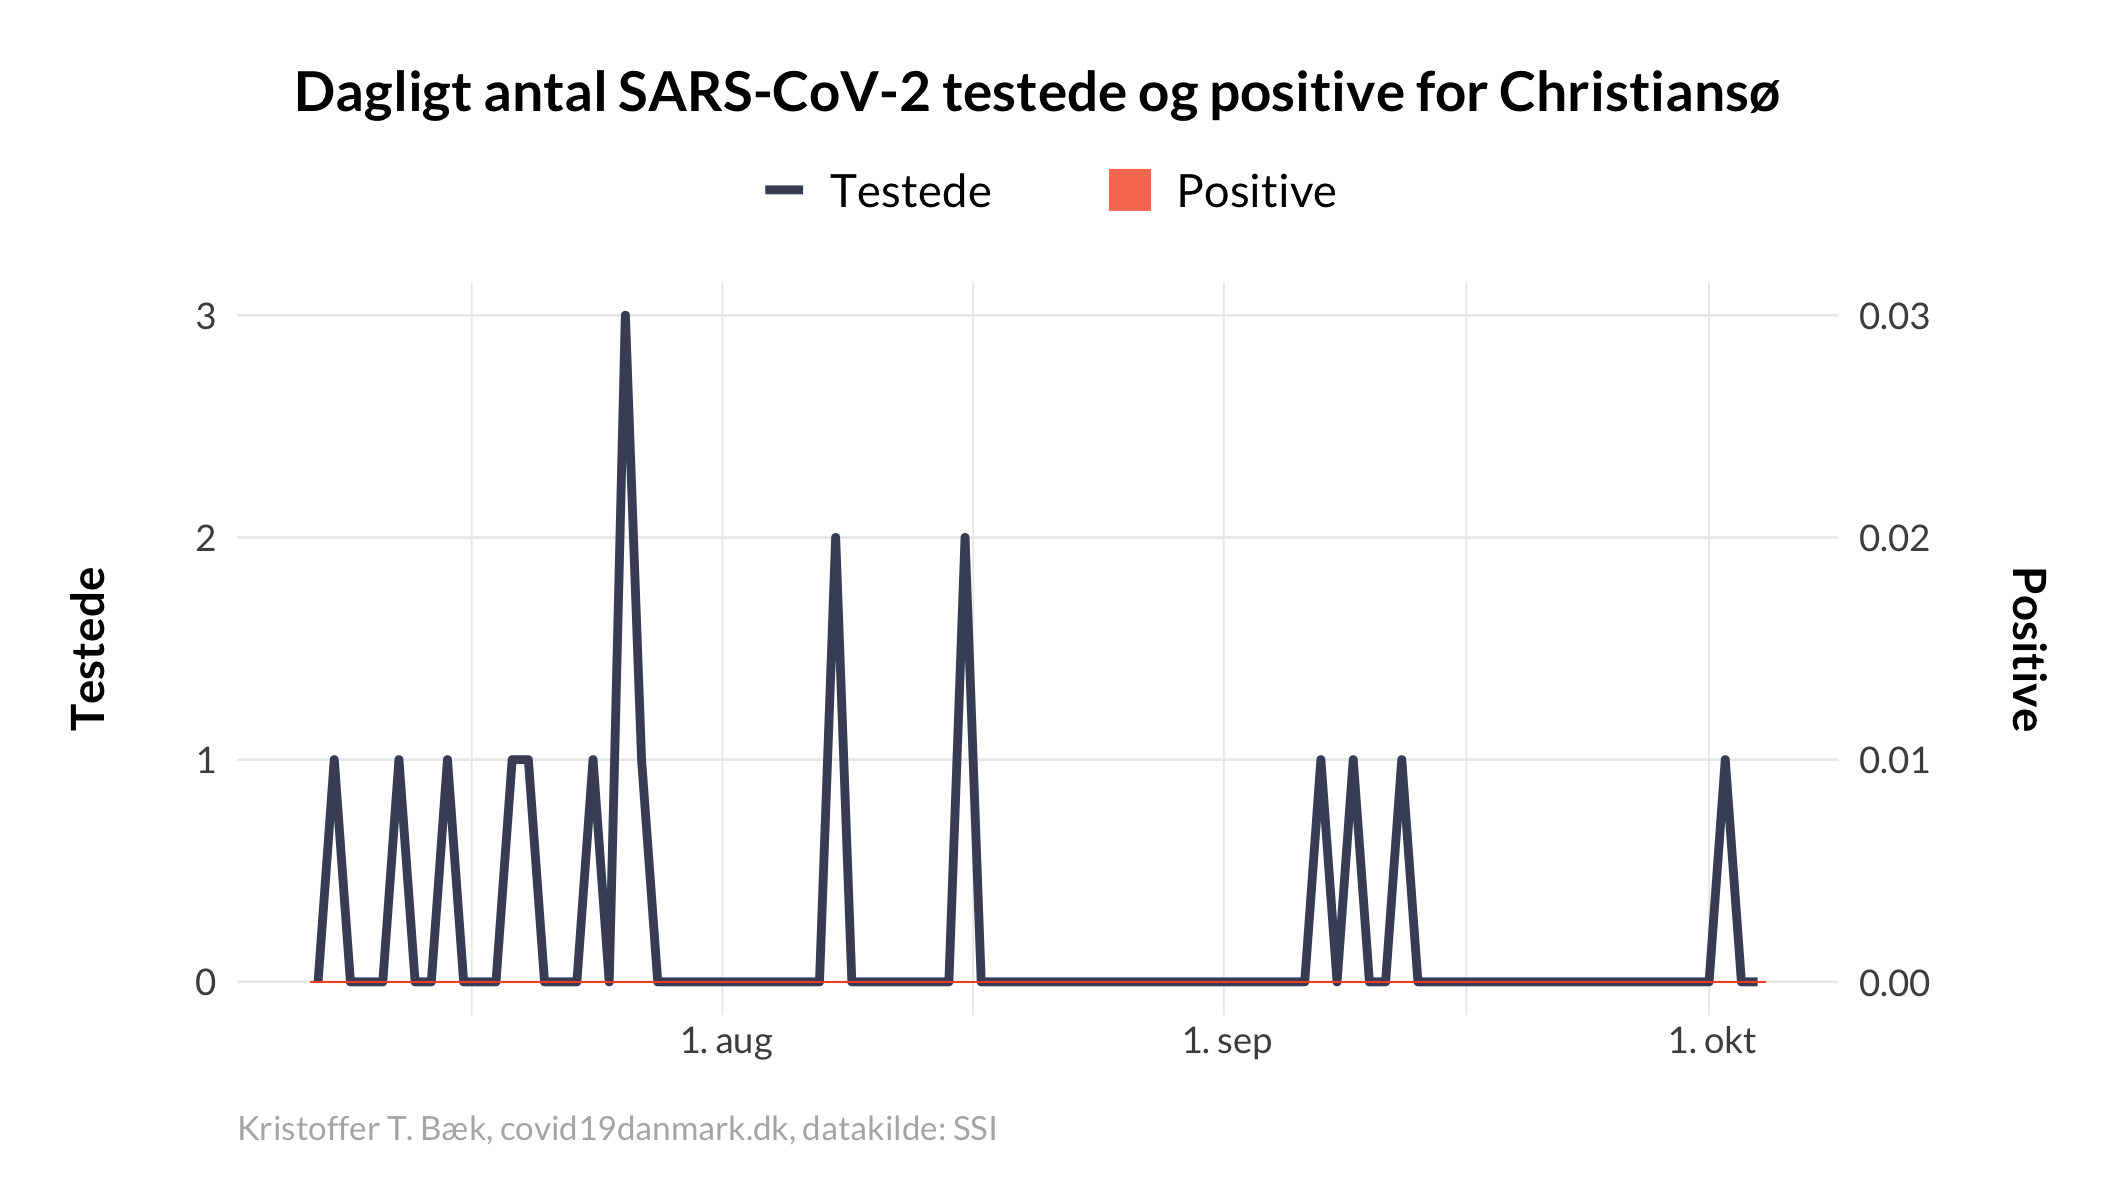 Dagligt antal SARS-CoV-2 testede og positive for Christiansø
Testede
Positive
3
2
1
0
0.03
0.02
0.01
0.00
Testede
Positive
1. aug
1. sep
1. okt
Kristoffer T. Bæk, covid19danmark.dk, datakilde: SSI